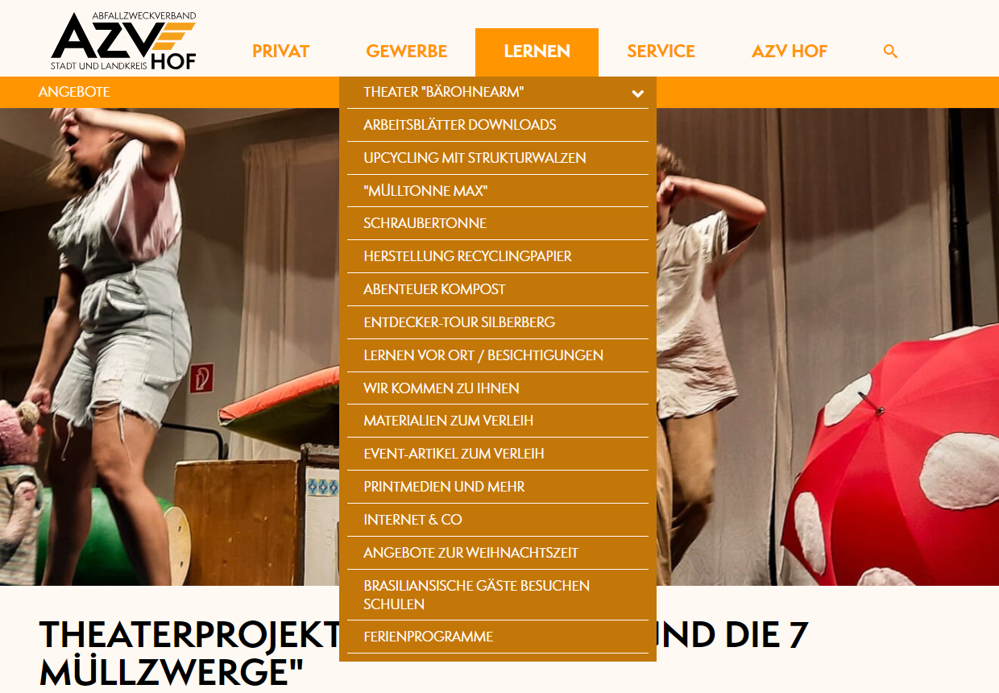 ABFALLZWECKVERBAND
AZV HOF
STADT UND LANDKREIS
PRIVAT
GEWERBE
LERNEN
SERVICE
AZV HOF
ANGEBOTE
THEATER "BÄROHNEARM"
ARBEITSBLÄTTER DOWNLOADS
UPCYCLING MIT STRUKTURWALZEN
"MÜLLTONNE MAX"
SCHRAUBERTONNE
HERSTELLUNG RECYCLINGPAPIER
ABENTEUER KOMPOST
ENTDECKER-TOUR SILBERBERG
LERNEN VOR ORT / BESICHTIGUNGEN
WIR KOMMEN ZU IHNEN
MATERIALIEN ZUM VERLEIH
EVENT-ARTIKEL ZUM VERLEIH
PRINTMEDIEN UND MEHR
INTERNET & CO
ANGEBOTE ZUR WEIHNACHTSZEIT
BRASILIANSISCHE GÄSTE BESUCHEN
SCHULEN
FERIENPROGRAMME
THEATERPROJEKT UND DIE 7
MÜLLZWERGE"